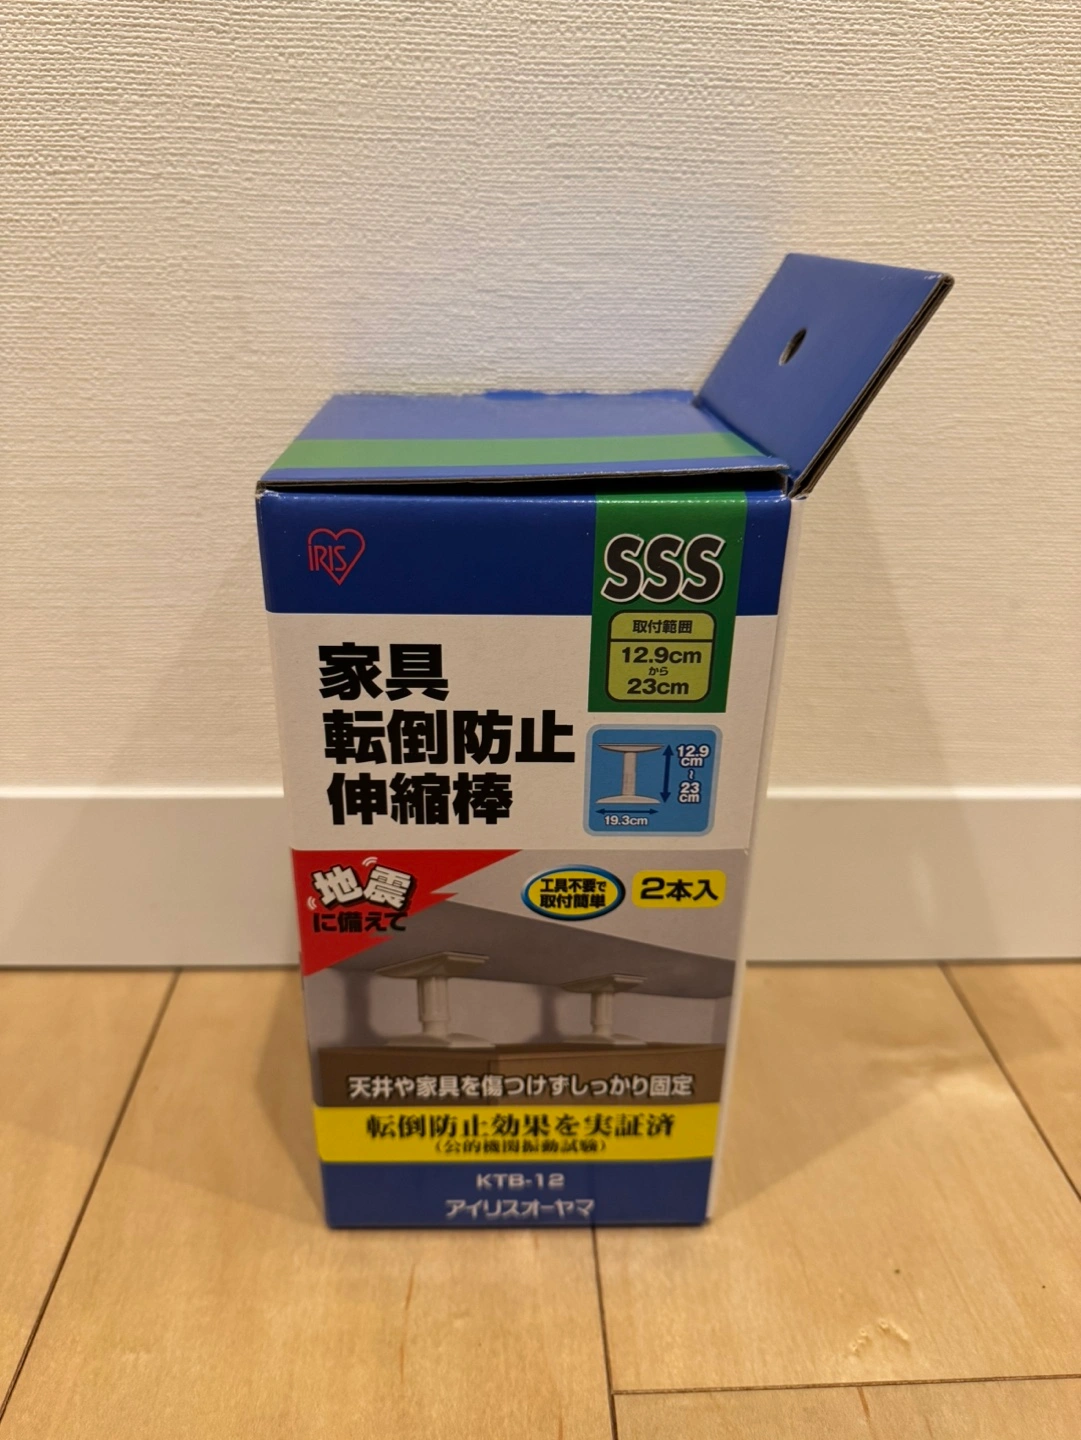 IRIS
SSS
取付範囲
12.9cm
から
23cm
家具
転倒防止
伸縮棒
12.9
cm
~
23
cm
19.3cm
地震
に備えて
工具不要で
取付簡単
2本入
天井や家具を傷つけずしっかり固定
転倒防止効果を実証済
(公的機関振動試験)
KTB-12
アイリスオーヤマ